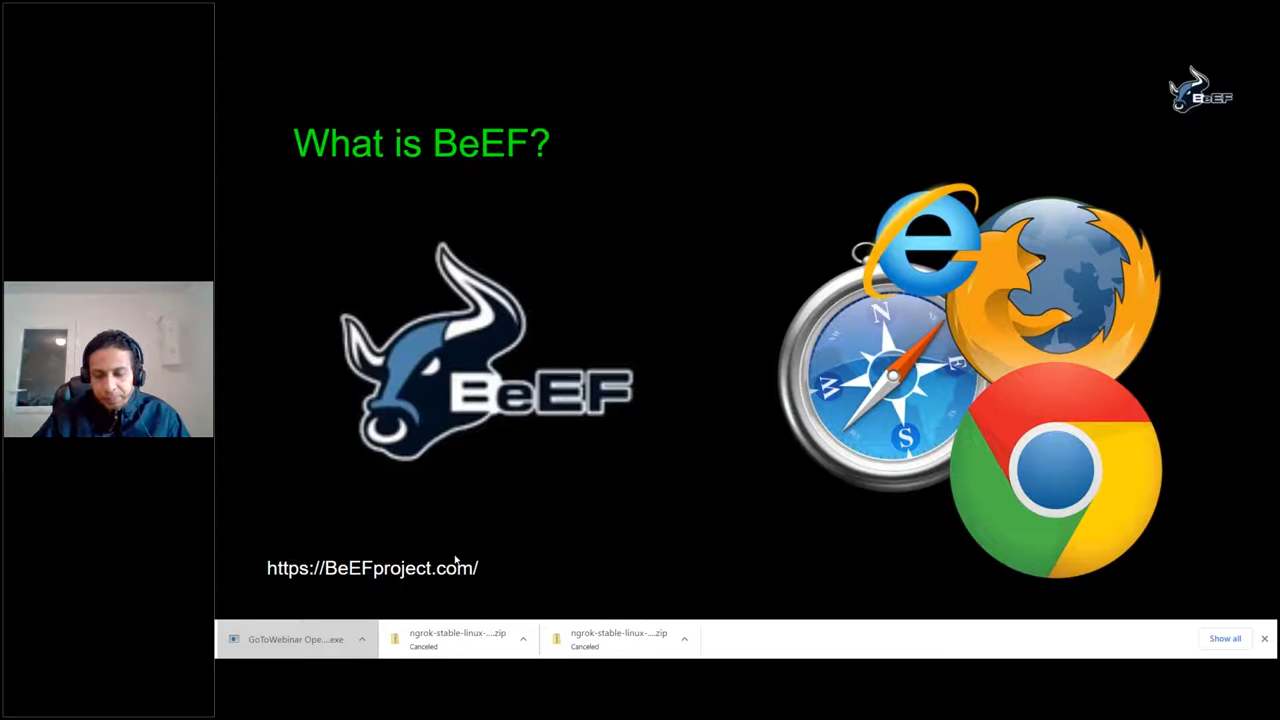 BeEF
What is BeEF?
BeEF
N
E
W
S
https://BeEFproject.com/
GoToWebinar Ope....exe
ngrok-stable-linux-....zip
Canceled
ngrok-stable-linux-....zip
Canceled
Show all